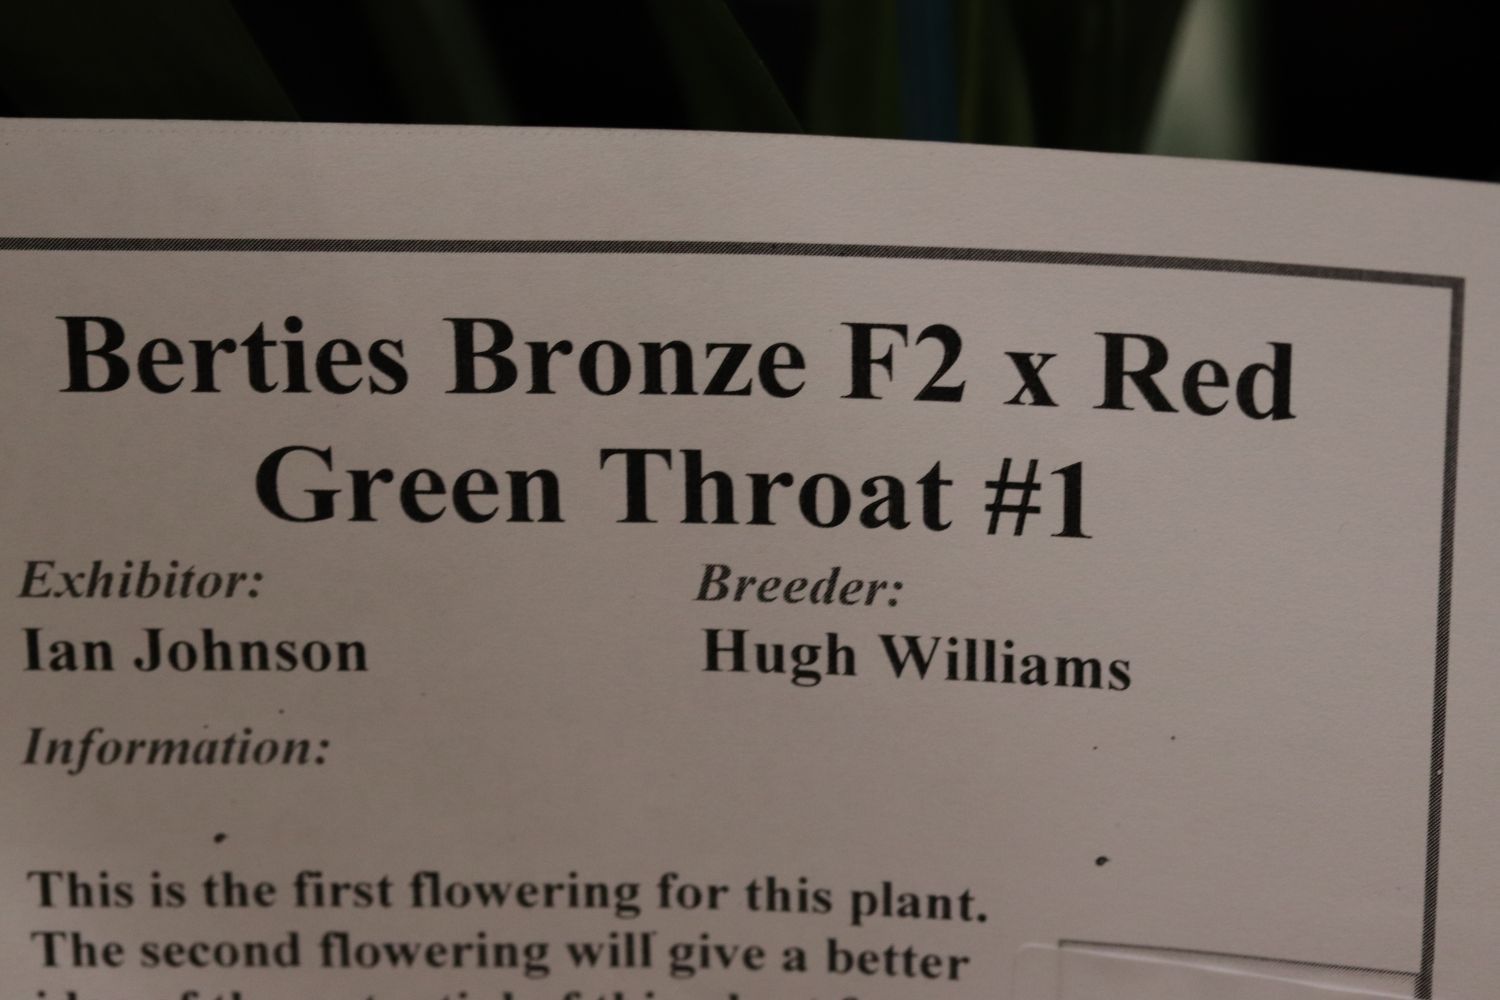 Berties Bronze F2 x Red
Green Throat #1
Exhibitor: Breeder:
Ian Johnson Hugh Williams
Information:
This is the first flowering for this plant.
The second flowering will give a better